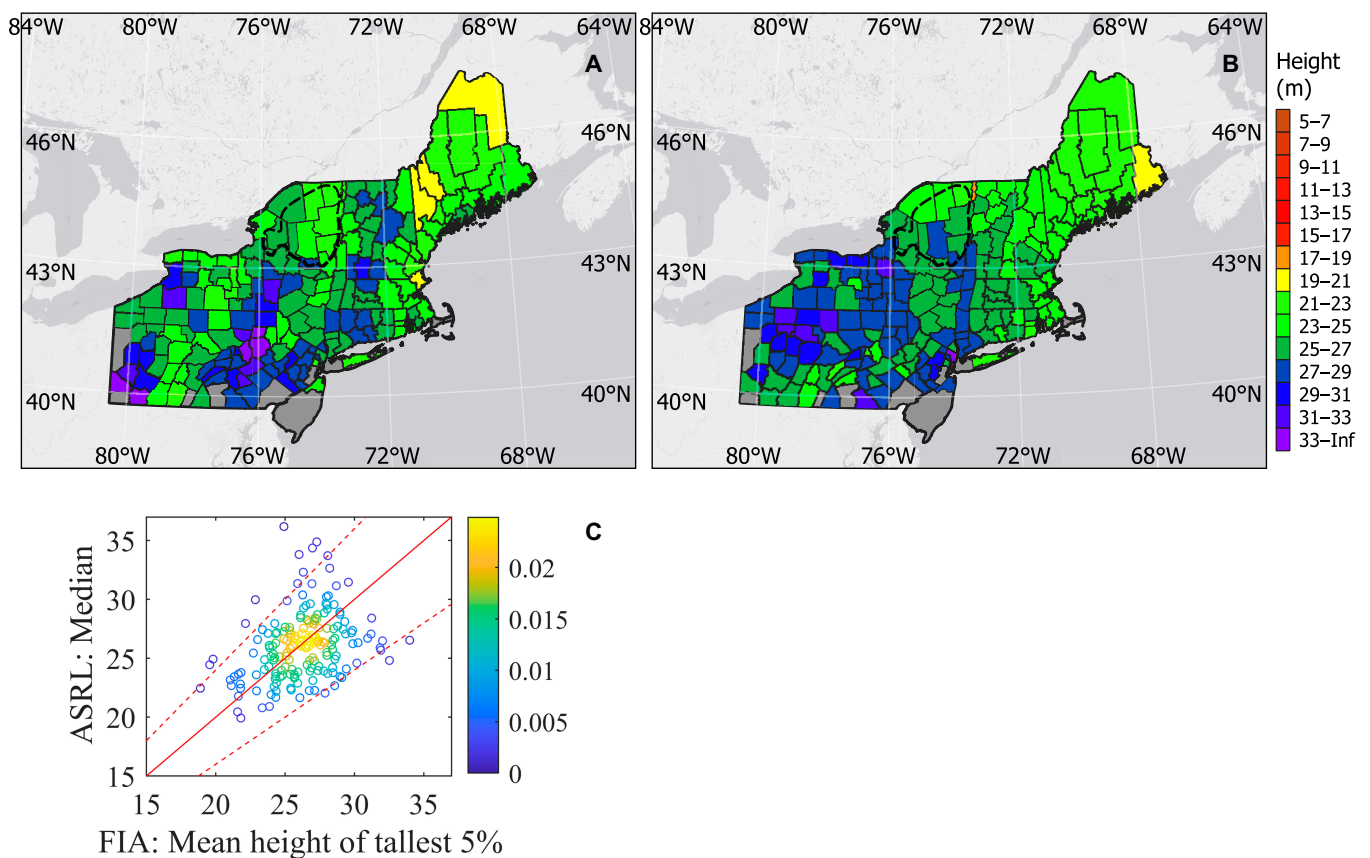 84°W 80°W 76°W 72°W 68°W 64°W
A
46°N 46°N
43°N 43°N
40°N 40°N
80°W 76°W 72°W 68°W
84°W 80°W 76°W 72°W 68°W 64°W
B
46°N 46°N
43°N 43°N
40°N 40°N
80°W 76°W 72°W 68°W
Height
(m)
5–7
7–9
9–11
11–13
13–15
15–17
17–19
19–21
21–23
23–25
25–27
27–29
29–31
31–33
33–Inf
C
ASRL: Median
35
30
25
20
15
15 20 25 30 35
FIA: Mean height of tallest 5%
0.02
0.015
0.01
0.005
0